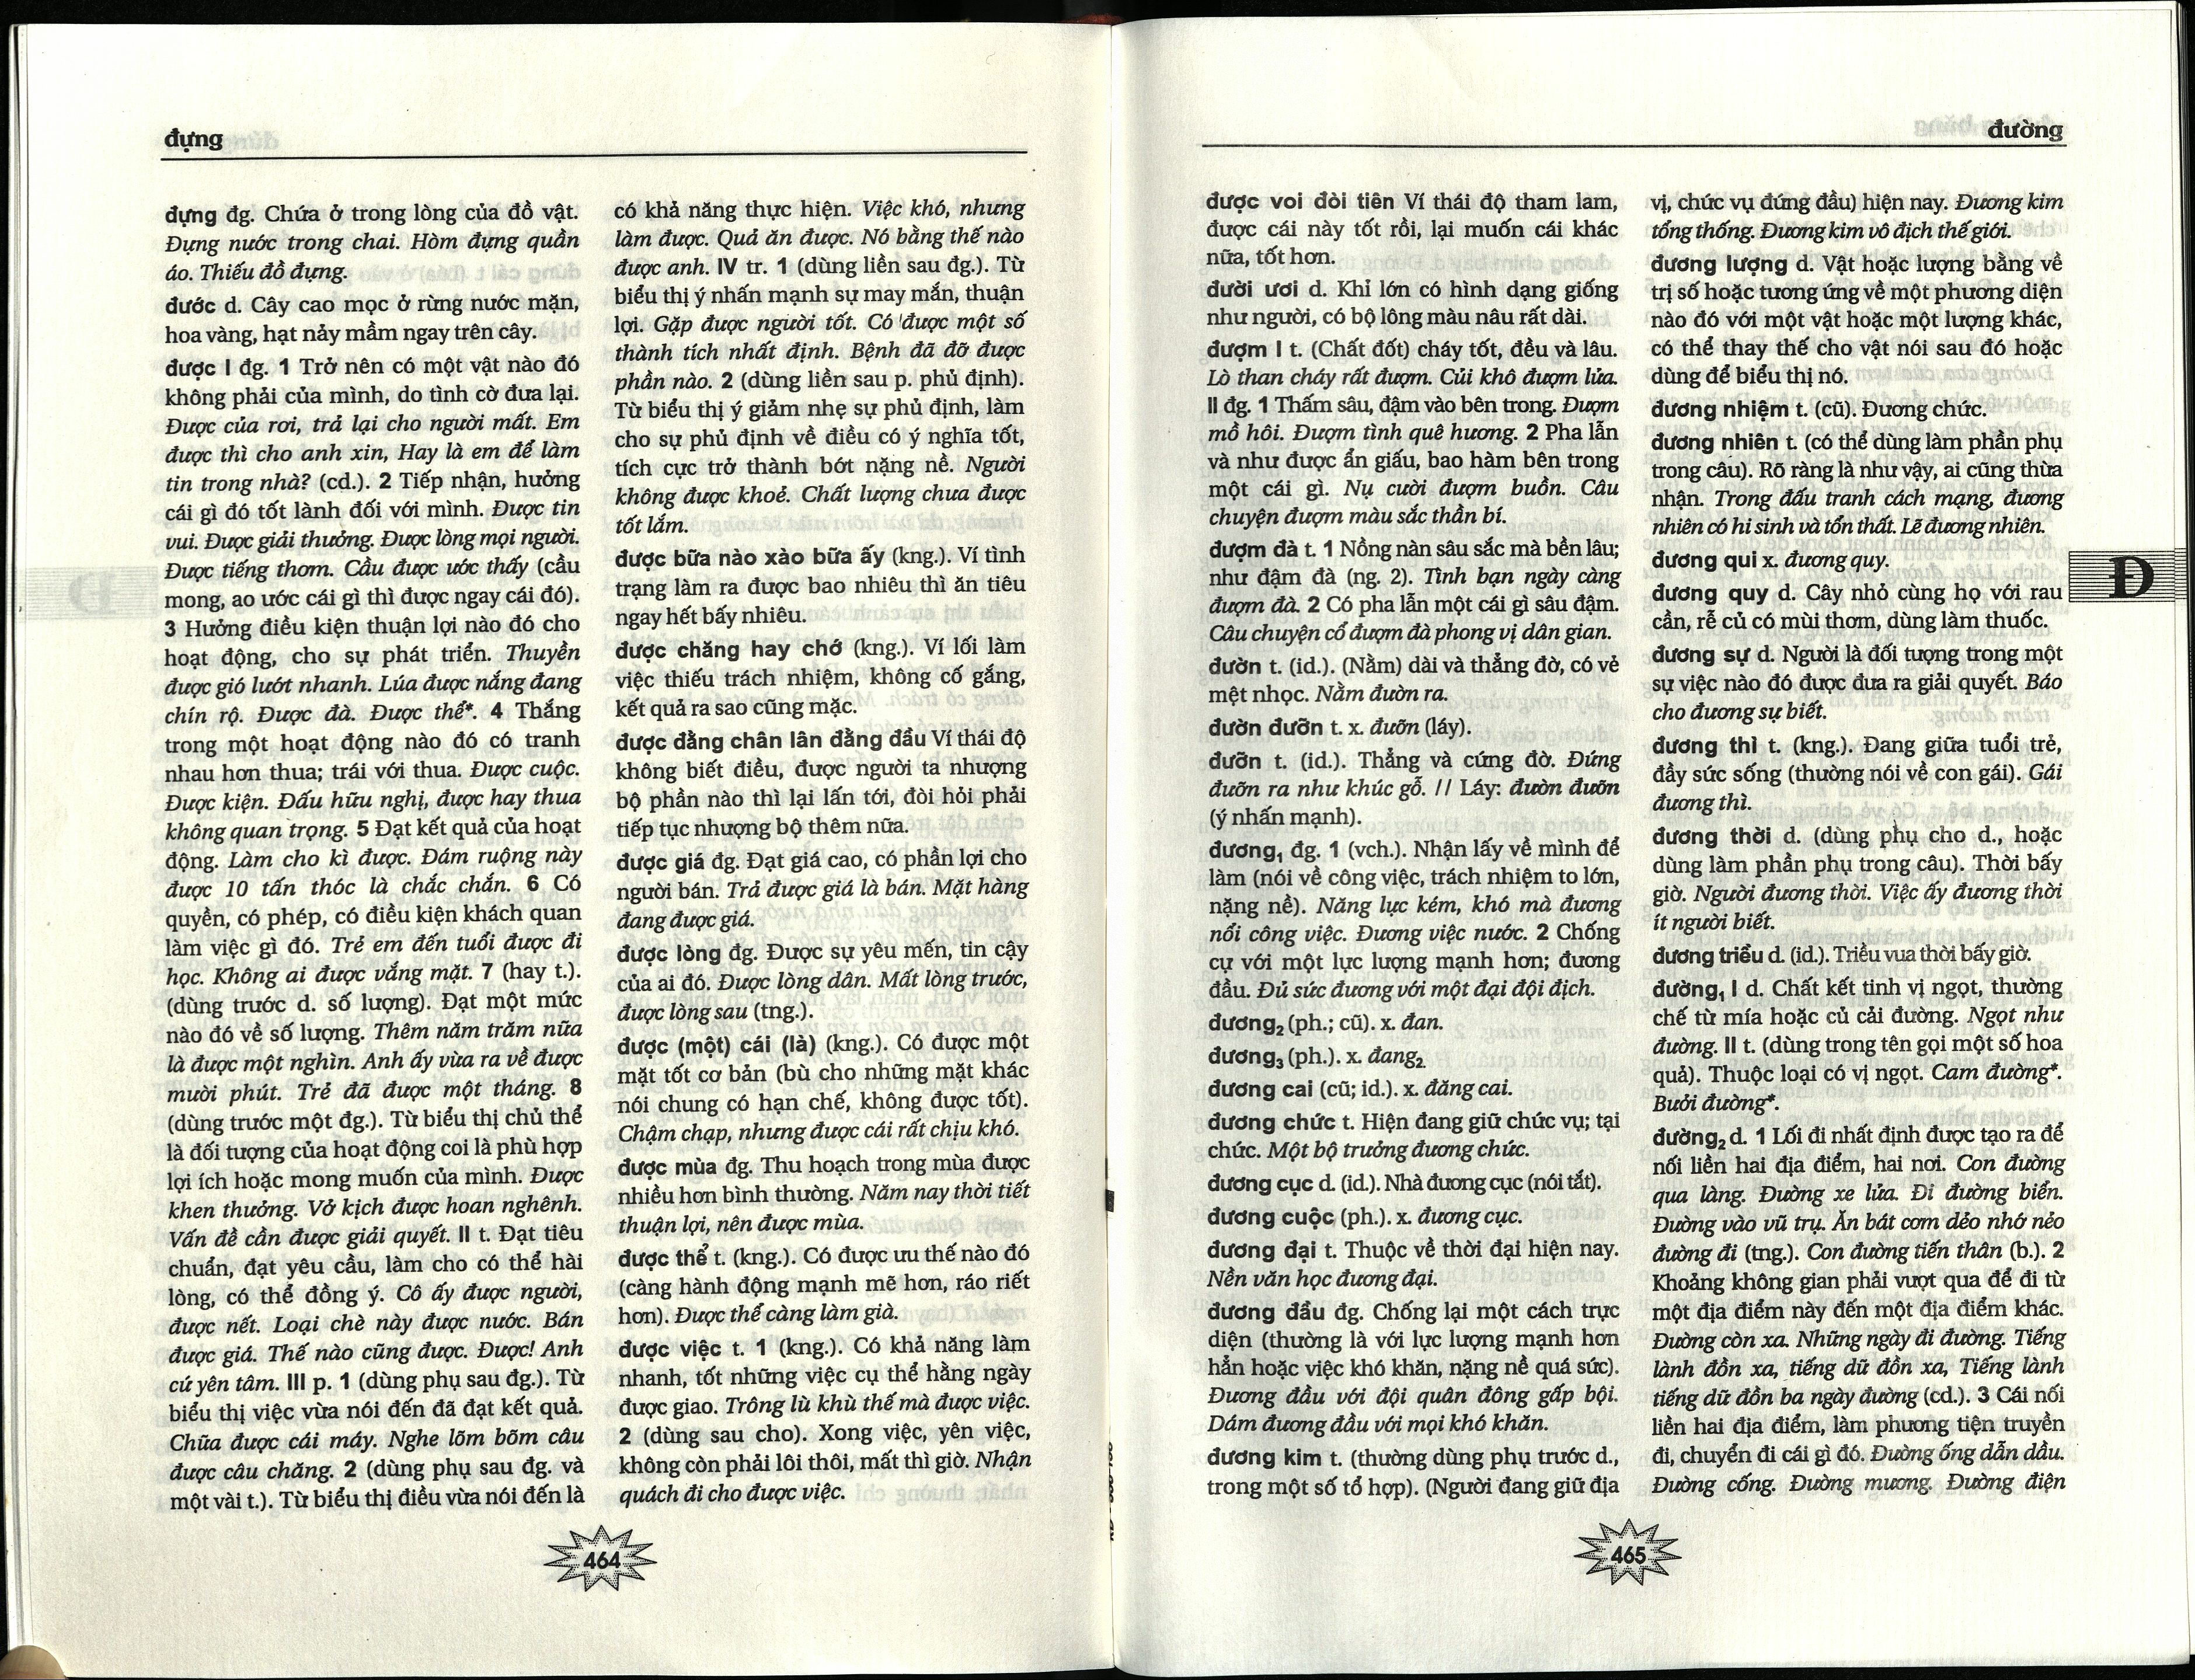 đựng
đựng đg. Chứa ở trong lòng của đồ vật.
Đựng nước trong chai. Hòm đựng quần
áo. Thiếu đồ đựng.
đước d. Cây cao mọc ở rừng nước mặn,
hoa vàng, hạt nảy mầm ngay trên cây.
được I đg. 1 Trở nên có một vật nào đó
không phải của mình, do tình cờ đưa lại.
Được của rơi, trả lại cho người mất. Em
được thì cho anh xin, Hay là em để làm
tin trong nhà? (cd.). 2 Tiếp nhận, hưởng
cái gì đó tốt lành đối với mình. Được tin
vui. Được giải thưởng. Được lòng mọi người.
Được tiếng thơm. Cầu được ước thấy (cầu
mong, ao ước cái gì thì được ngay cái đó).
3 Hưởng điều kiện thuận lợi nào đó cho
hoạt động, cho sự phát triển. Thuyền
được gió lướt nhanh. Lúa được nắng đang
chín rộ. Được đà. Được thể*. 4 Thắng
trong một hoạt động nào đó có tranh
nhau hơn thua; trái với thua. Được cuộc.
Được kiện. Đấu hữu nghị, được hay thua
không quan trọng. 5 Đạt kết quả của hoạt
động. Làm cho kì được. Đám ruộng này
được 10 tấn thóc là chắc chắn. 6 Có
quyền, có phép, có điều kiện khách quan
làm việc gì đó. Trẻ em đến tuổi được đi
học. Không ai được vắng mặt. 7 (hay t.).
(dùng trước d. số lượng). Đạt một mức
nào đó về số lượng. Thêm năm trăm nữa
là được một nghìn. Anh ấy vừa ra về được
mười phút. Trẻ đã được một tháng. 8
(dùng trước một đg.). Từ biểu thị chủ thể
là đối tượng của hoạt động coi là phù hợp
lợi ích hoặc mong muốn của mình. Được
khen thưởng. Vở kịch được hoan nghênh.
Vấn đề cần được giải quyết. II t. Đạt tiêu
chuẩn, đạt yêu cầu, làm cho có thể hài
lòng, có thể đồng ý. Cô ấy được người,
được nết. Loại chè này được nước. Bán
được giá. Thế nào cũng được. Được! Anh
cứ yên tâm. III p. 1 (dùng phụ sau đg.). Từ
biểu thị việc vừa nói đến đã đạt kết quả.
Chữa được cái máy. Nghe lõm bõm câu
được câu chăng. 2 (dùng phụ sau đg. và
một vài t.). Từ biểu thị điều vừa nói đến là
có khả năng thực hiện. Việc khó, nhưng
làm được. Quả ăn được. Nó bằng thế nào
được anh. IV tr. 1 (dùng liền sau đg.). Từ
biểu thị ý nhấn mạnh sự may mắn, thuận
lợi. Gặp được người tốt. Có được một số
thành tích nhất định. Bệnh đã đỡ được
phần nào. 2 (dùng liền sau p. phủ định).
Từ biểu thị ý giảm nhẹ sự phủ định, làm
cho sự phủ định về điều có ý nghĩa tốt,
tích cực trở thành bớt nặng nề. Người
không được khoẻ. Chất lượng chưa được
tốt lắm.
được bữa nào xào bữa ấy (kng.). Ví tình
trạng làm ra được bao nhiêu thì ăn tiêu
ngay hết bấy nhiêu.
được chăng hay chớ (kng.). Ví lối làm
việc thiếu trách nhiệm, không cố gắng,
kết quả ra sao cũng mặc.
được đằng chân lân đằng đầu Ví thái độ
không biết điều, được người ta nhượng
bộ phần nào thì lại lấn tới, đòi hỏi phải
tiếp tục nhượng bộ thêm nữa.
được giá đg. Đạt giá cao, có phần lợi cho
người bán. Trả được giá là bán. Mặt hàng
đang được giá.
được lòng đg. Được sự yêu mến, tin cậy
của ai đó. Được lòng dân. Mất lòng trước,
được lòng sau (tng.).
được (một) cái (là) (kng.). Có được một
mặt tốt cơ bản (bù cho những mặt khác
nói chung có hạn chế, không được tốt).
Chậm chạp, nhưng được cái rất chịu khó.
được mùa đg. Thu hoạch trong mùa được
nhiều hơn bình thường. Năm nay thời tiết
thuận lợi, nên được mùa.
được thể t. (kng.). Có được ưu thế nào đó
(càng hành động mạnh mẽ hơn, ráo riết
hơn). Được thể càng làm già.
được việc t. 1 (kng.). Có khả năng làm
nhanh, tốt những việc cụ thể hằng ngày
được giao. Trông lù khù thế mà được việc.
2 (dùng sau cho). Xong việc, yên việc,
không còn phải lôi thôi, mất thì giờ. Nhận
quách đi cho được việc.
464
đường
được voi đòi tiên Ví thái độ tham lam,
được cái này tốt rồi, lại muốn cái khác
nữa, tốt hơn.
đười ươi d. Khỉ lớn có hình dạng giống
như người, có bộ lông màu nâu rất dài.
đượm I t. (Chất đốt) cháy tốt, đều và lâu.
Lò than cháy rất đượm. Củi khô đượm lửa.
II đg. 1 Thấm sâu, đậm vào bên trong. Đượm
mồ hôi. Đượm tình quê hương. 2 Pha lẫn
và như được ẩn giấu, bao hàm bên trong
một cái gì. Nụ cười đượm buồn. Câu
chuyện đượm màu sắc thần bí.
đượm đà t. 1 Nồng nàn sâu sắc mà bền lâu;
như đậm đà (ng. 2). Tình bạn ngày càng
đượm đà. 2 Có pha lẫn một cái gì sâu đậm.
Câu chuyện cổ đượm đà phong vị dân gian.
đườn t. (id.). (Nằm) dài và thẳng đờ, có vẻ
mệt nhọc. Nằm đườn ra.
đườn đưỡn t. x. đưỡn (láy).
đưỡn t. (id.). Thẳng và cứng đờ. Đứng
đưỡn ra như khúc gỗ. // Láy: đườn đưỡn
(ý nhấn mạnh).
đương₁ đg. 1 (vch.). Nhận lấy về mình để
làm (nói về công việc, trách nhiệm to lớn,
nặng nề). Năng lực kém, khó mà đương
nổi công việc. Đương việc nước. 2 Chống
cự với một lực lượng mạnh hơn; đương
đầu. Đủ sức đương với một đại đội địch.
đương₂ (ph.; cũ). x. đan.
đương₃ (ph.). x. đang₂.
đương cai (cũ; id.). x. đăng cai.
đương chức t. Hiện đang giữ chức vụ; tại
chức. Một bộ trưởng đương chức.
đương cục d. (id.). Nhà đương cục (nói tắt).
đương cuộc (ph.). x. đương cục.
đương đại t. Thuộc về thời đại hiện nay.
Nền văn học đương đại.
đương đầu đg. Chống lại một cách trực
diện (thường là với lực lượng mạnh hơn
hẳn hoặc việc khó khăn, nặng nề quá sức).
Đương đầu với đội quân đông gấp bội.
Dám đương đầu với mọi khó khăn.
đương kim t. (thường dùng phụ trước d.,
trong một số tổ hợp). (Người đang giữ địa
vị, chức vụ đứng đầu) hiện nay. Đương kim
tổng thống. Đương kim vô địch thế giới.
đương lượng d. Vật hoặc lượng bằng về
trị số hoặc tương ứng về một phương diện
nào đó với một vật hoặc một lượng khác,
có thể thay thế cho vật nói sau đó hoặc
dùng để biểu thị nó.
đương nhiệm t. (cũ). Đương chức.
đương nhiên t. (có thể dùng làm phần phụ
trong câu). Rõ ràng là như vậy, ai cũng thừa
nhận. Trong đấu tranh cách mạng, đương
nhiên có hi sinh và tổn thất. Lẽ đương nhiên.
đương qui x. đương quy.
đương quy d. Cây nhỏ cùng họ với rau
cần, rễ củ có mùi thơm, dùng làm thuốc.
đương sự d. Người là đối tượng trong một
sự việc nào đó được đưa ra giải quyết. Báo
cho đương sự biết.
đương thì t. (kng.). Đang giữa tuổi trẻ,
đầy sức sống (thường nói về con gái). Gái
đương thì.
đương thời d. (dùng phụ cho d., hoặc
dùng làm phần phụ trong câu). Thời bấy
giờ. Người đương thời. Việc ấy đương thời
ít người biết.
đương triều d. (id.). Triều vua thời bấy giờ.
đường₁ I d. Chất kết tinh vị ngọt, thường
chế từ mía hoặc củ cải đường. Ngọt như
đường. II t. (dùng trong tên gọi một số hoa
quả). Thuộc loại có vị ngọt. Cam đường*.
Bưởi đường*.
đường₂ d. 1 Lối đi nhất định được tạo ra để
nối liền hai địa điểm, hai nơi. Con đường
qua làng. Đường xe lửa. Đi đường biển.
Đường vào vũ trụ. Ăn bát cơm dẻo nhớ nẻo
đường đi (tng.). Con đường tiến thân (b.). 2
Khoảng không gian phải vượt qua để đi từ
một địa điểm này đến một địa điểm khác.
Đường còn xa. Những ngày đi đường. Tiếng
lành đồn xa, tiếng dữ đồn xa, Tiếng lành
tiếng dữ đồn ba ngày đường (cd.). 3 Cái nối
liền hai địa điểm, làm phương tiện truyền
đi, chuyển đi cái gì đó. Đường ống dẫn dầu.
Đường cống. Đường mương. Đường điện
Đ
465